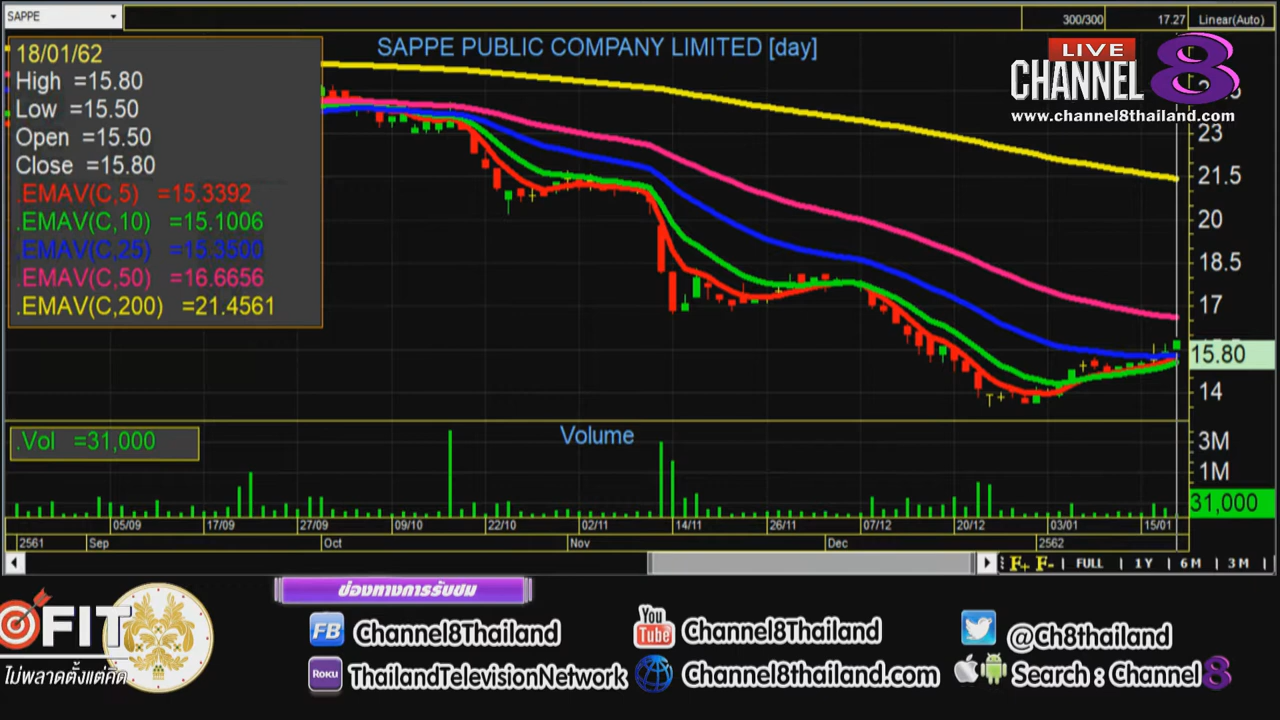 SAPPE
300/300
17.27
Linear(Auto)
SAPPE PUBLIC COMPANY LIMITED [day]
18/01/62
High =15.80
Low =15.50
Open =15.50
Close =15.80
.EMAV(C,5) =15.3392
.EMAV(C,10) =15.1006
.EMAV(C,25) =15.3500
.EMAV(C,50) =16.6656
.EMAV(C,200) =21.4561
LIVE
CHANNEL 8
www.channel8thailand.com
23
21.5
20
18.5
17
15.80
14
.Vol =31,000
Volume
3M
1M
31,000
05/09 17/09 27/09 09/10 22/10 02/11 14/11 26/11 07/12 20/12 03/01 15/01
2561 Sep Oct Nov Dec 2562
F+ F- | FULL | 1Y | 6M | 3M |
ช่องทางการรับชม
OFIT
ไม่พลาดตั้งแต่คิด
FB Channel8Thailand
You Tube Channel8Thailand
@Ch8thailand
Roku ThailandTelevisionNetwork
Channel8thailand.com
Search : Channel 8